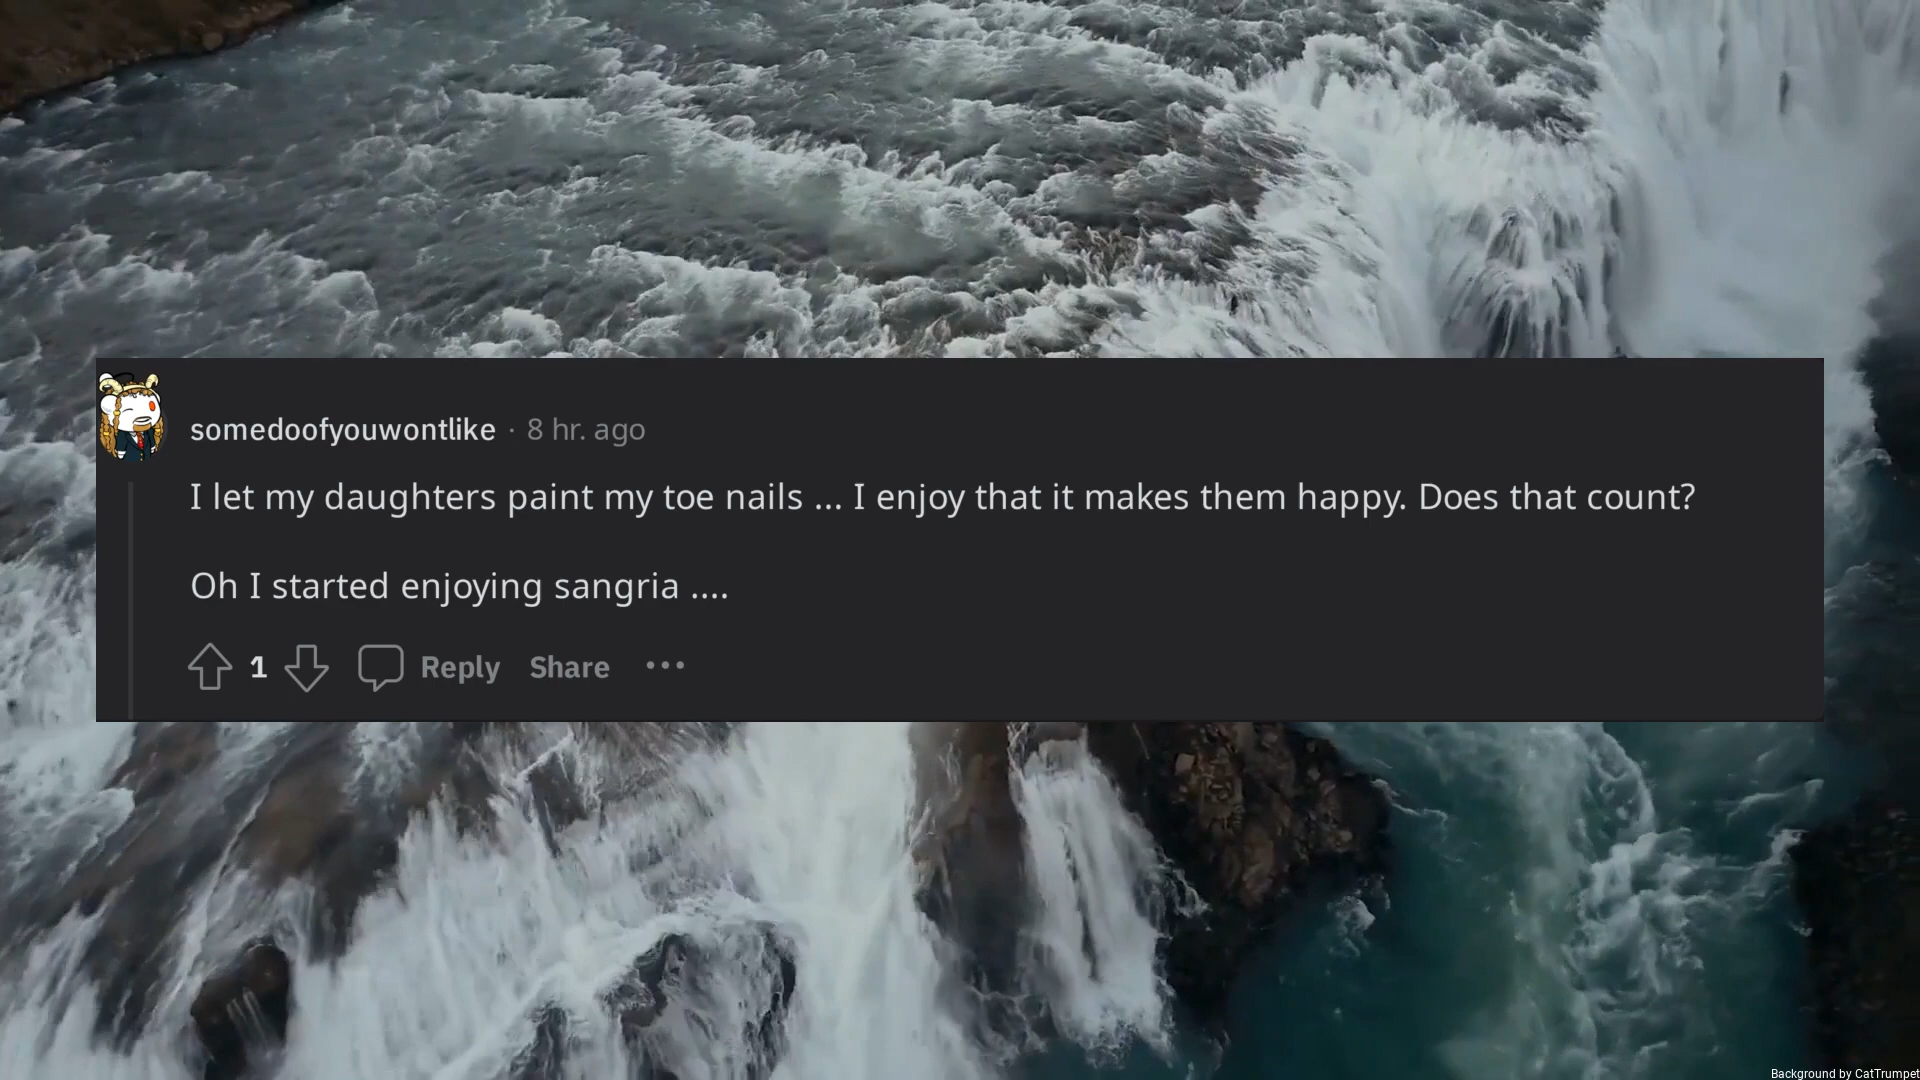 somedoofyouwontlike · 8 hr. ago
I let my daughters paint my toe nails ... I enjoy that it makes them happy. Does that count?
Oh I started enjoying sangria ....
1 Reply Share ...
Background by CatTrumpet